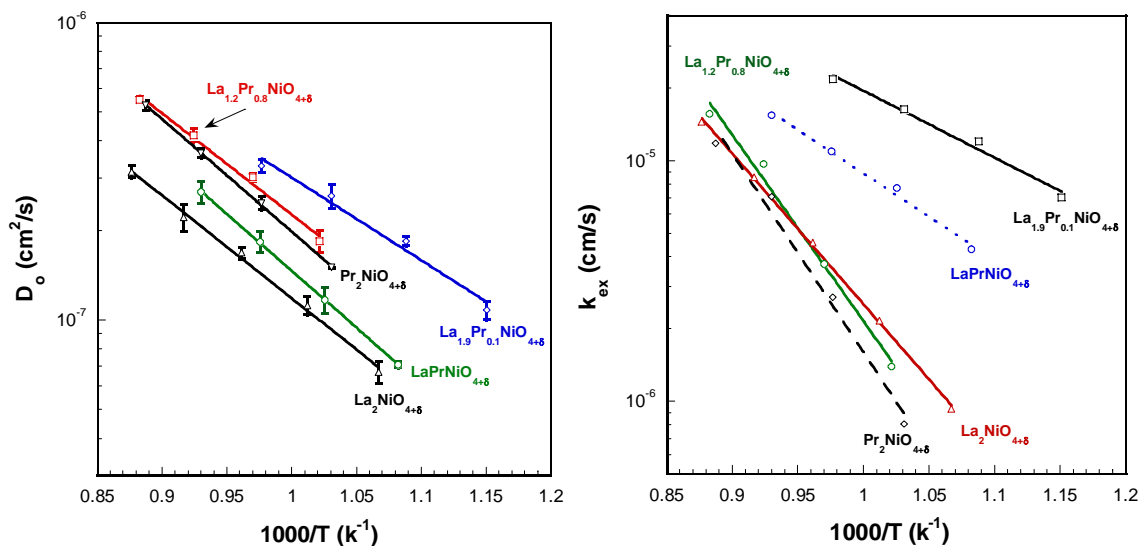 10⁻⁶
10⁻⁷
D₀ (cm²/s)
La₁.₂Pr₀.₈NiO₄₊δ
Pr₂NiO₄₊δ
La₁.₉Pr₀.₁NiO₄₊δ
LaPrNiO₄₊δ
La₂NiO₄₊δ
0.85 0.9 0.95 1 1.05 1.1 1.15 1.2
1000/T (k⁻¹)
10⁻⁵
10⁻⁶
kₑₓ (cm/s)
La₁.₂Pr₀.₈NiO₄₊δ
La₁.₉Pr₀.₁NiO₄₊δ
LaPrNiO₄₊δ
La₂NiO₄₊δ
Pr₂NiO₄₊δ
0.85 0.9 0.95 1 1.05 1.1 1.15 1.2
1000/T (k⁻¹)